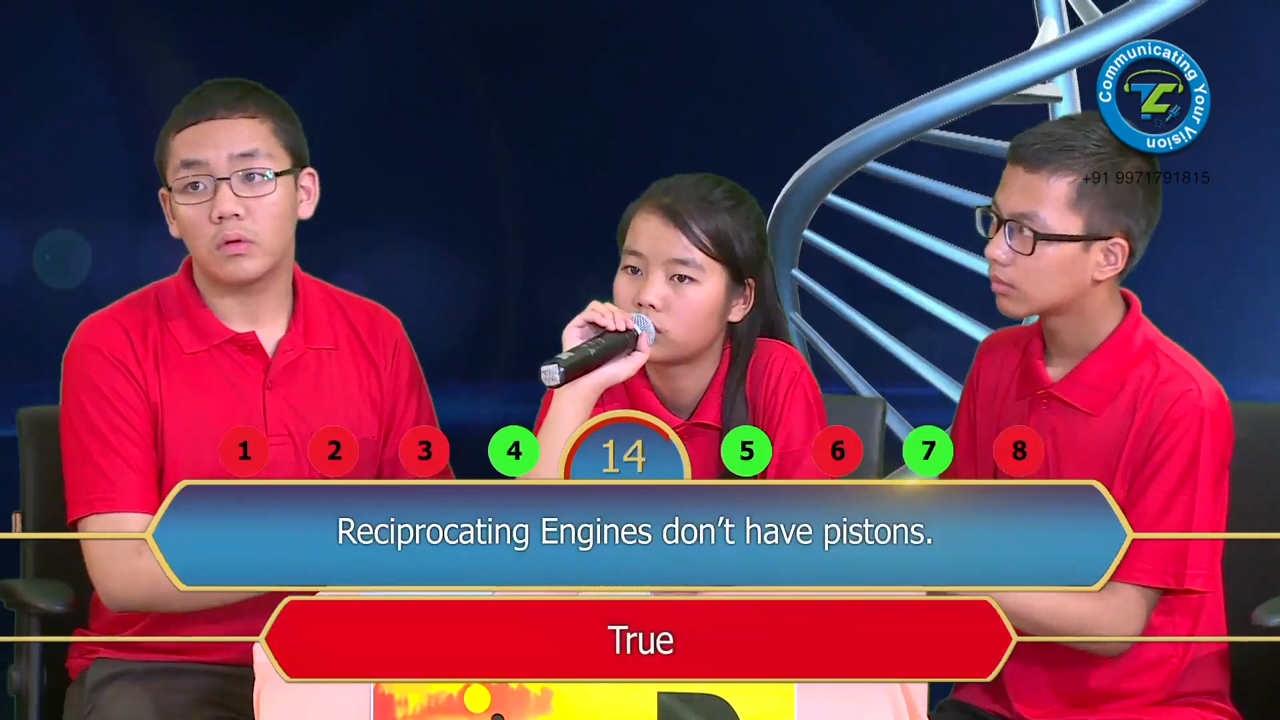 Communicating Your Vision
TC
+91 9971791815
1 2 3 4 14 5 6 7 8
Reciprocating Engines don't have pistons.
True